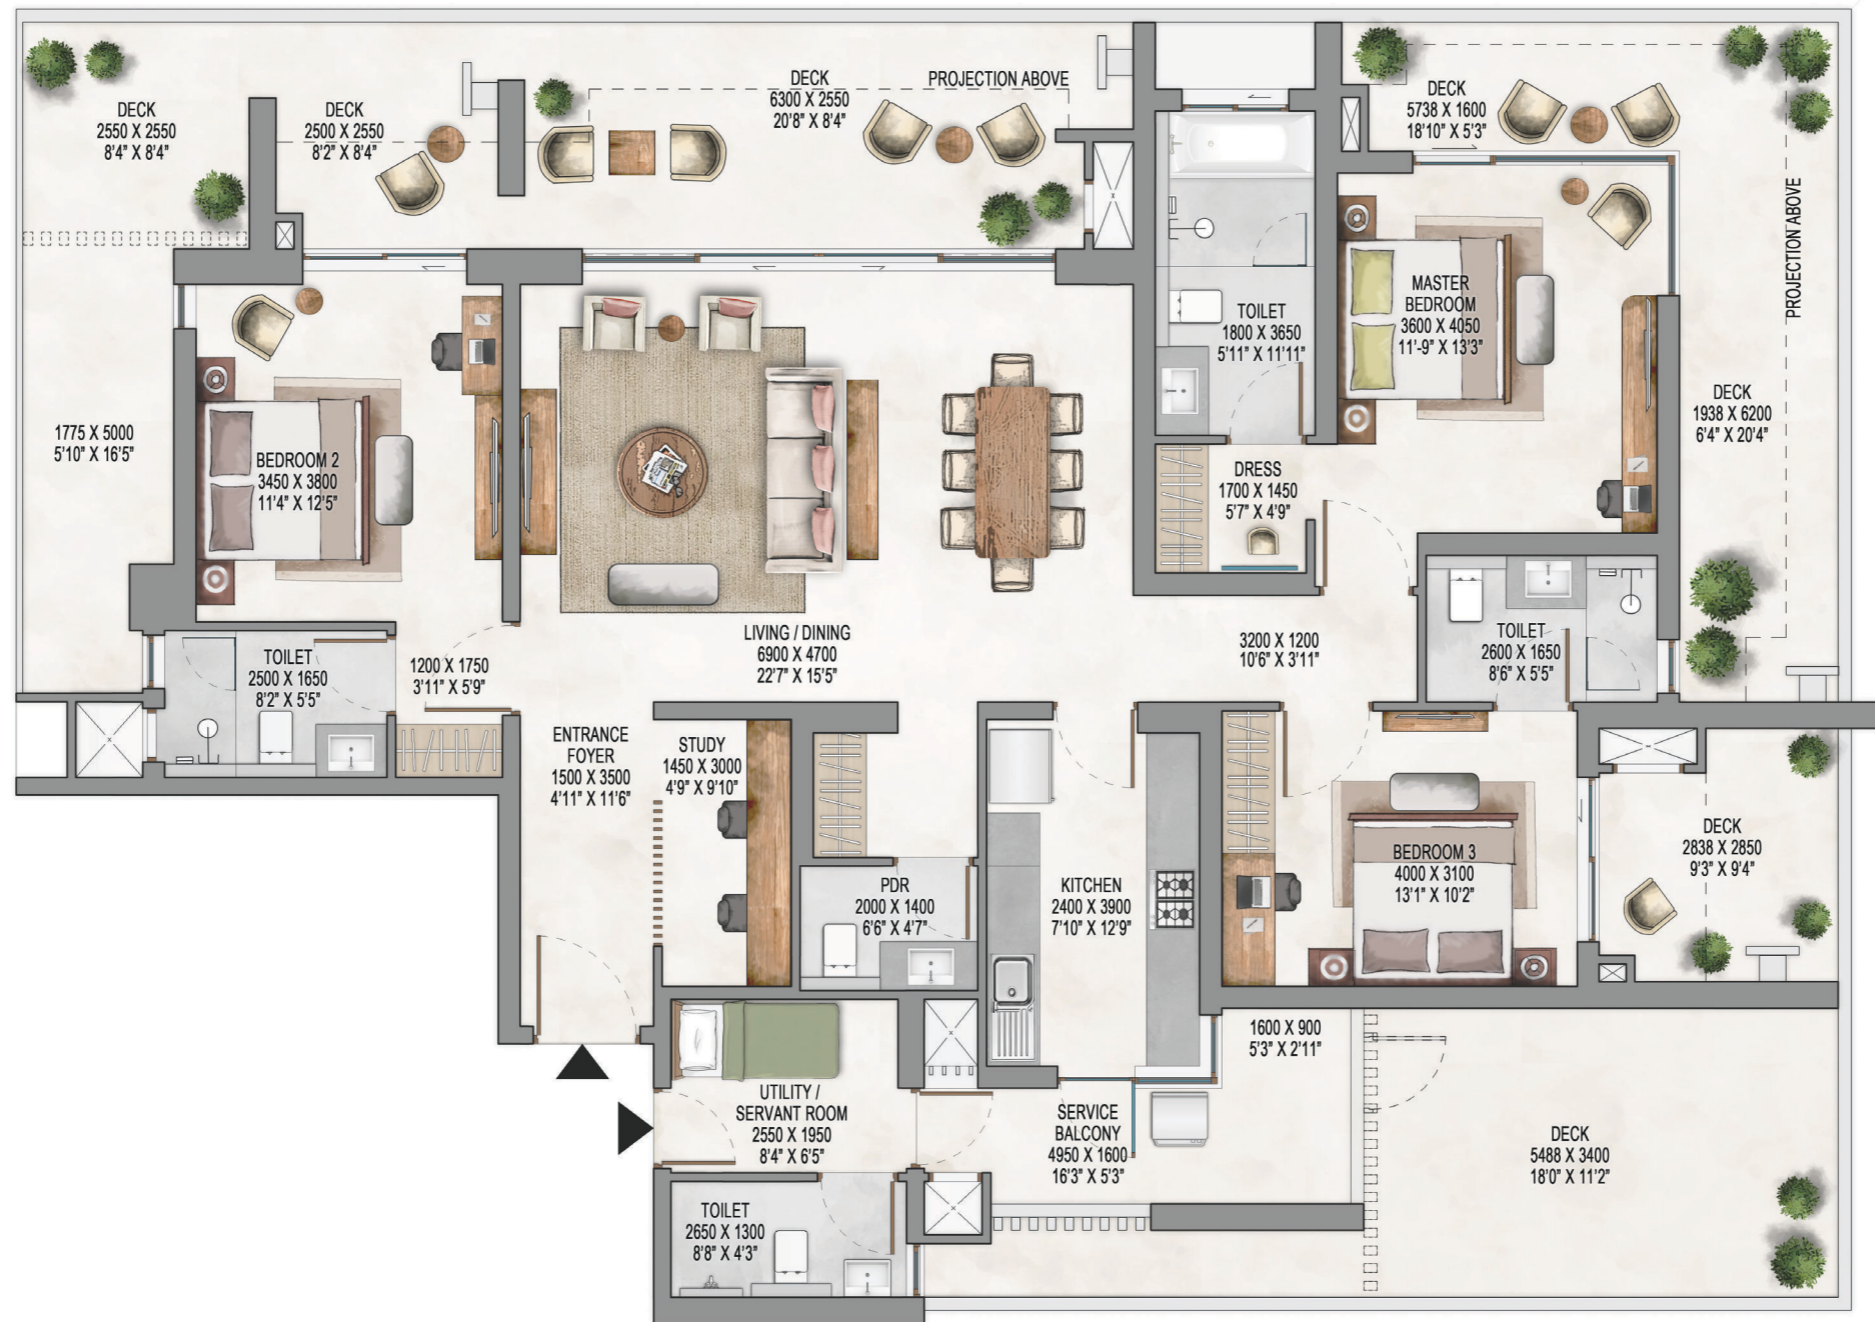 DECK
2550 X 2550
8'4" X 8'4"
DECK
2500 X 2550
8'2" X 8'4"
DECK
6300 X 2550
20'8" X 8'4"
PROJECTION ABOVE
DECK
5738 X 1600
18'10" X 5'3"
PROJECTION ABOVE
1775 X 5000
5'10" X 16'5"
BEDROOM 2
3450 X 3800
11'4" X 12'5"
TOILET
1800 X 3650
5'11" X 11'11"
MASTER
BEDROOM
3600 X 4050
11'-9" X 13'3"
DECK
1938 X 6200
6'4" X 20'4"
DRESS
1700 X 1450
5'7" X 4'9"
TOILET
2500 X 1650
8'2" X 5'5"
1200 X 1750
3'11" X 5'9"
LIVING / DINING
6900 X 4700
22'7" X 15'5"
3200 X 1200
10'6" X 3'11"
TOILET
2600 X 1650
8'6" X 5'5"
ENTRANCE
FOYER
1500 X 3500
4'11" X 11'6"
STUDY
1450 X 3000
4'9" X 9'10"
PDR
2000 X 1400
6'6" X 4'7"
KITCHEN
2400 X 3900
7'10" X 12'9"
BEDROOM 3
4000 X 3100
13'1" X 10'2"
DECK
2838 X 2850
9'3" X 9'4"
1600 X 900
5'3" X 2'11"
UTILITY /
SERVANT ROOM
2550 X 1950
8'4" X 6'5"
SERVICE
BALCONY
4950 X 1600
16'3" X 5'3"
DECK
5488 X 3400
18'0" X 11'2"
TOILET
2650 X 1300
8'8" X 4'3"